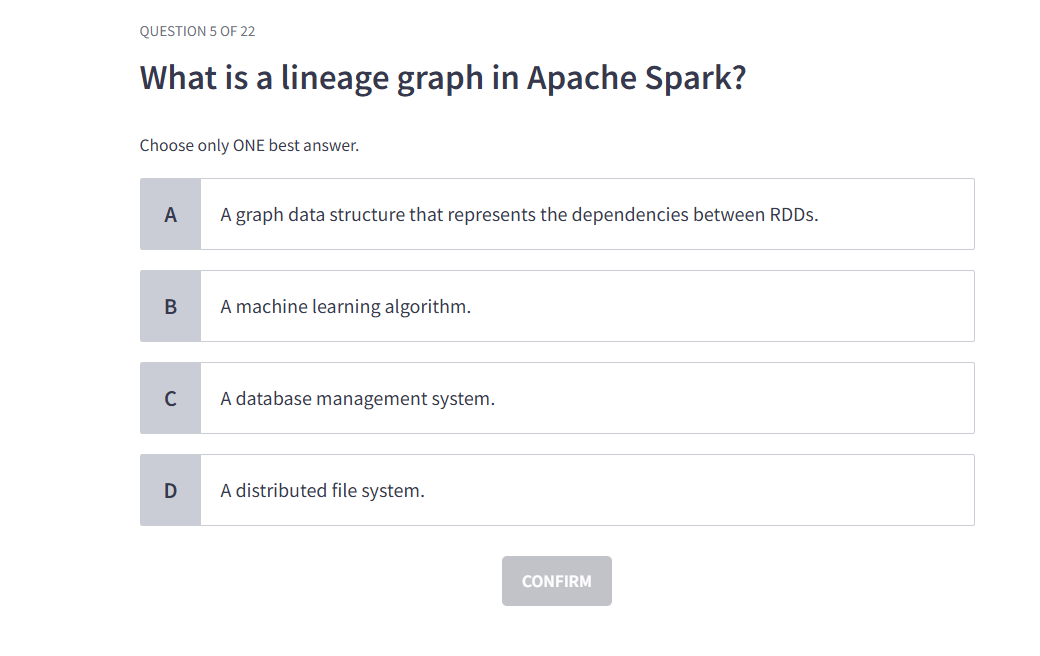 QUESTION 5 OF 22
What is a lineage graph in Apache Spark?
Choose only ONE best answer.
A
A graph data structure that represents the dependencies between RDDs.
B
A machine learning algorithm.
C
A database management system.
D
A distributed file system.
CONFIRM